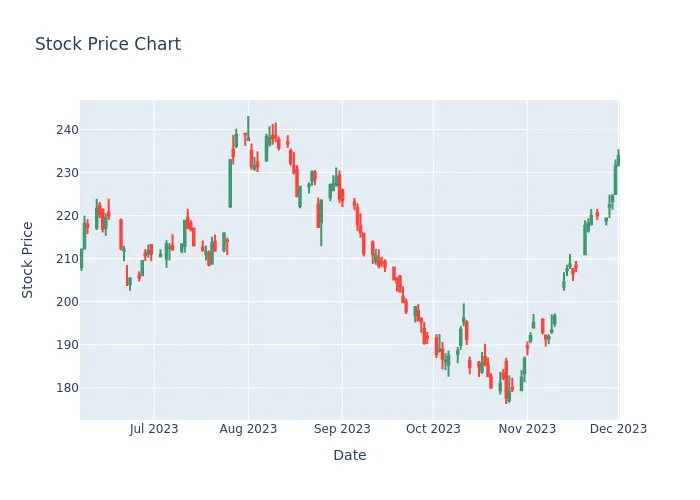 Stock Price Chart
240
230
220
210
200
190
180
Stock Price
Jul 2023
Aug 2023
Sep 2023
Oct 2023
Nov 2023
Dec 2023
Date